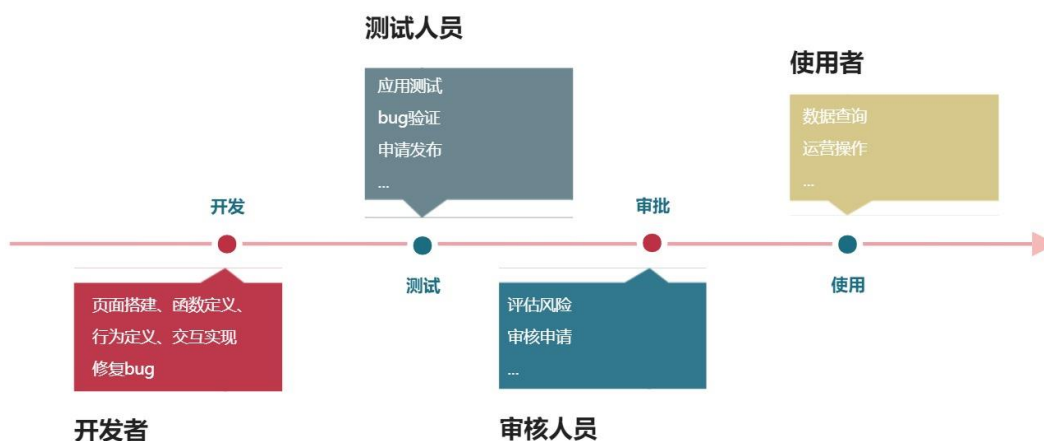 测试人员
应用测试
bug验证
申请发布
...
使用者
数据查询
运营操作
...
开发
审批
测试
使用
页面搭建、函数定义、
行为定义、交互实现
修复bug
开发者
评估风险
审核申请
...
审核人员